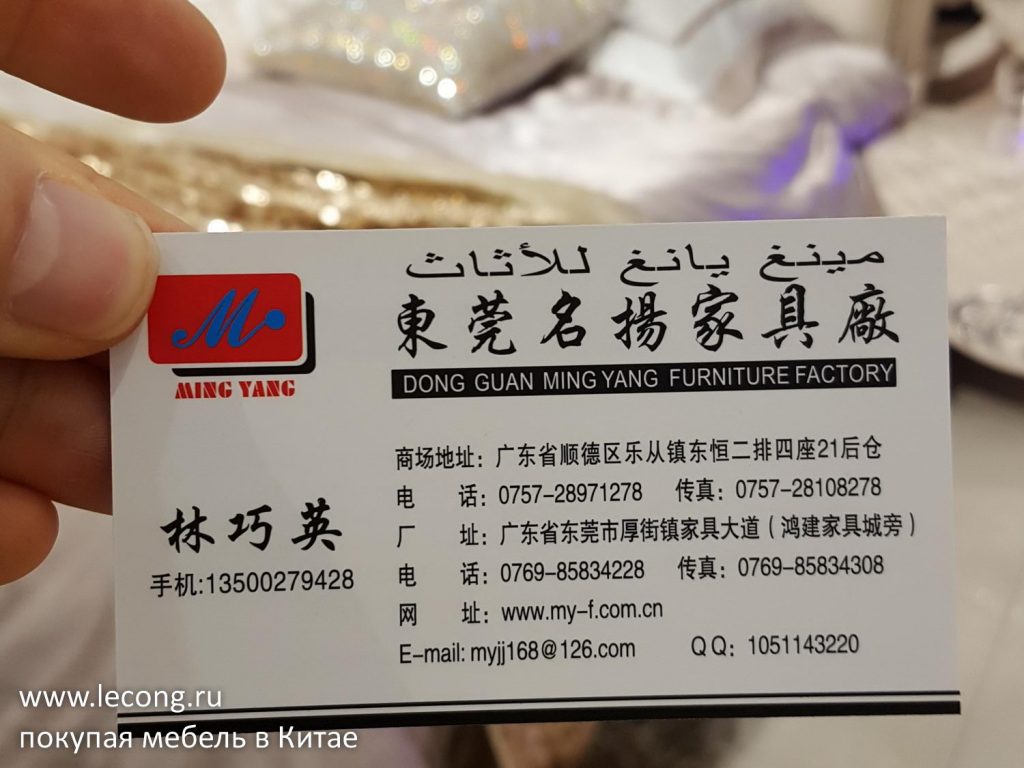 مينغ يانغ للأثاث
東莞名揚家具廠
DONG GUAN MING YANG FURNITURE FACTORY
M
MING YANG
林巧英
手机:13500279428
商场地址：广东省顺德区乐从镇东恒二排四座21后仓
电 话：0757-28971278 传真：0757-28108278
厂 址：广东省东莞市厚街镇家具大道（鸿建家具城旁）
电 话：0769-85834228 传真：0769-85834308
网 址：www.my-f.com.cn
E-mail: myjj168@126.com QQ：1051143220
www.lecong.ru
покупая мебель в Китае